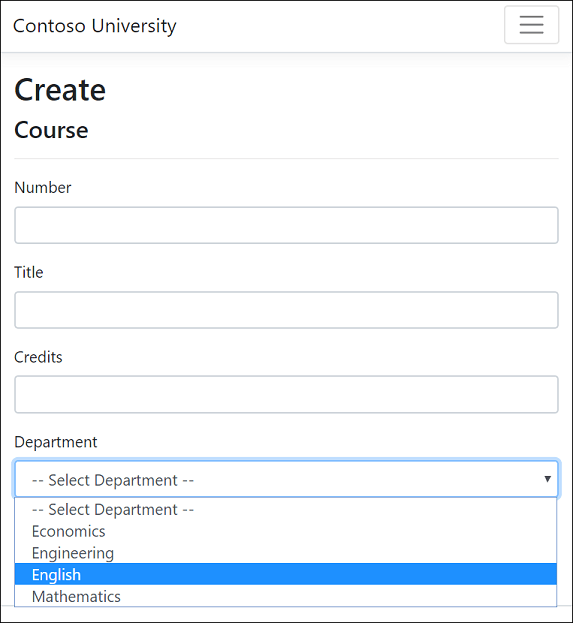 Contoso University
Create
Course
Number
Title
Credits
Department
-- Select Department --
-- Select Department --
Economics
Engineering
English
Mathematics